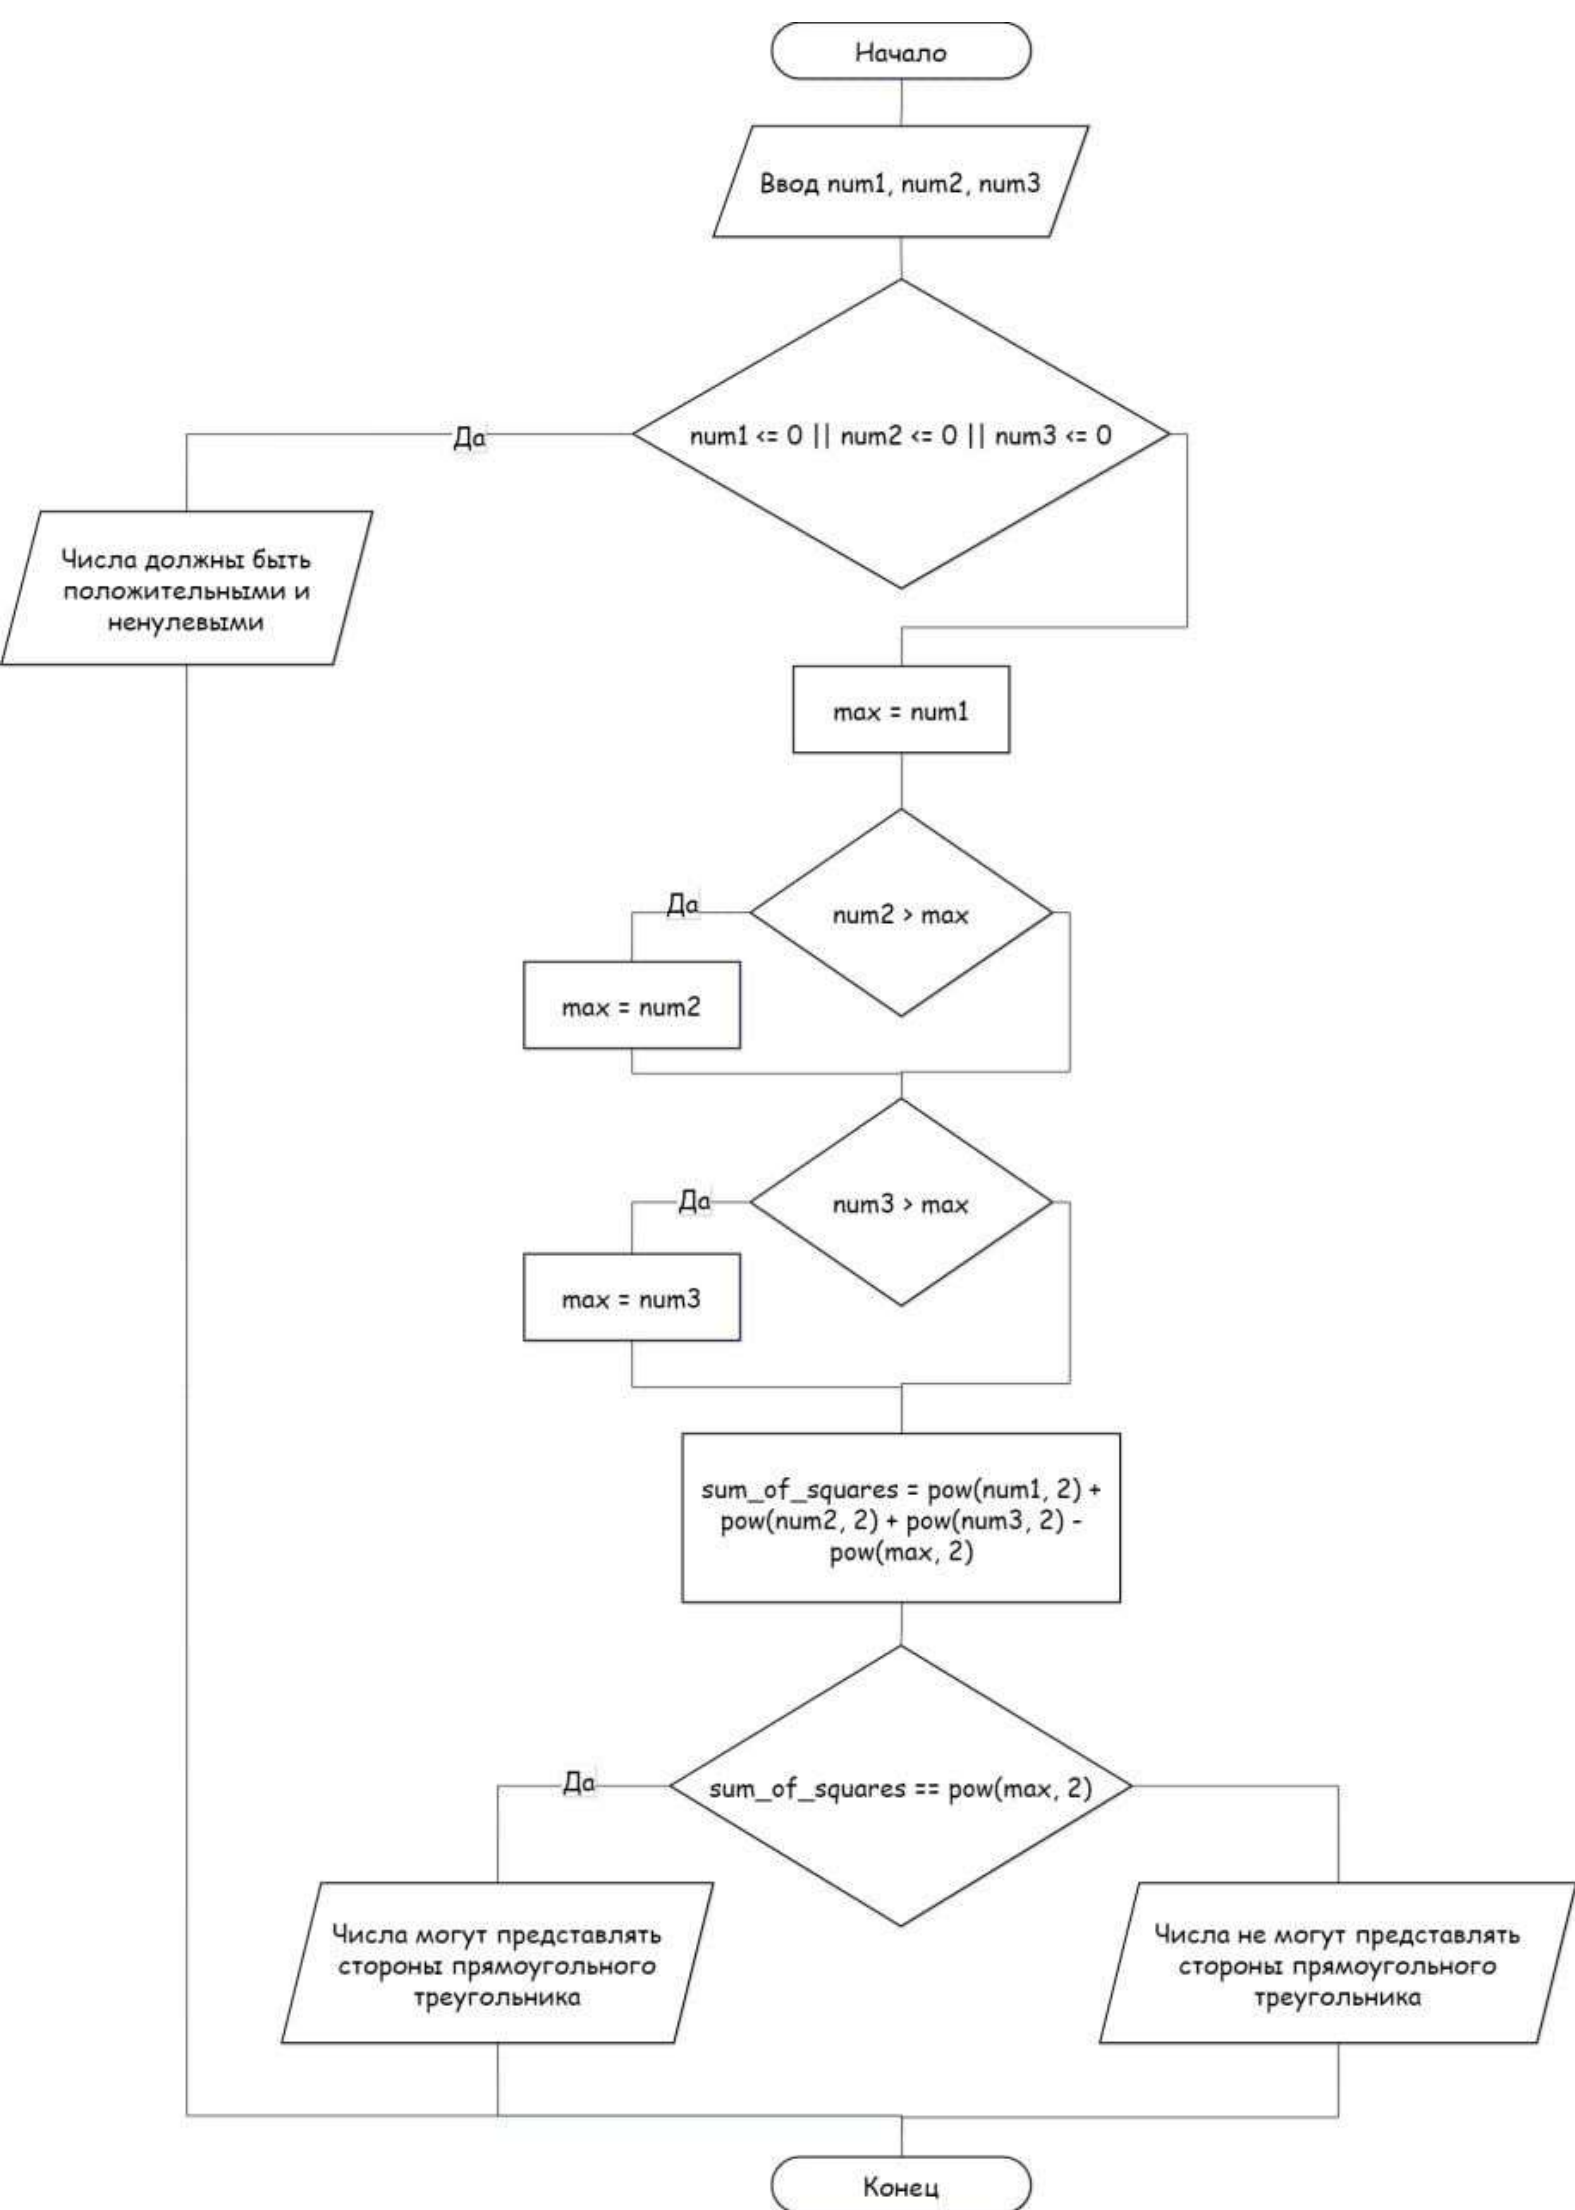 Начало
Ввод num1, num2, num3
num1 <= 0 || num2 <= 0 || num3 <= 0
Да
Числа должны быть
положительными и
ненулевыми
max = num1
num2 > max
Да
max = num2
num3 > max
Да
max = num3
sum_of_squares = pow(num1, 2) +
pow(num2, 2) + pow(num3, 2) -
pow(max, 2)
sum_of_squares == pow(max, 2)
Да
Числа могут представлять
стороны прямоугольного
треугольника
Числа не могут представлять
стороны прямоугольного
треугольника
Конец